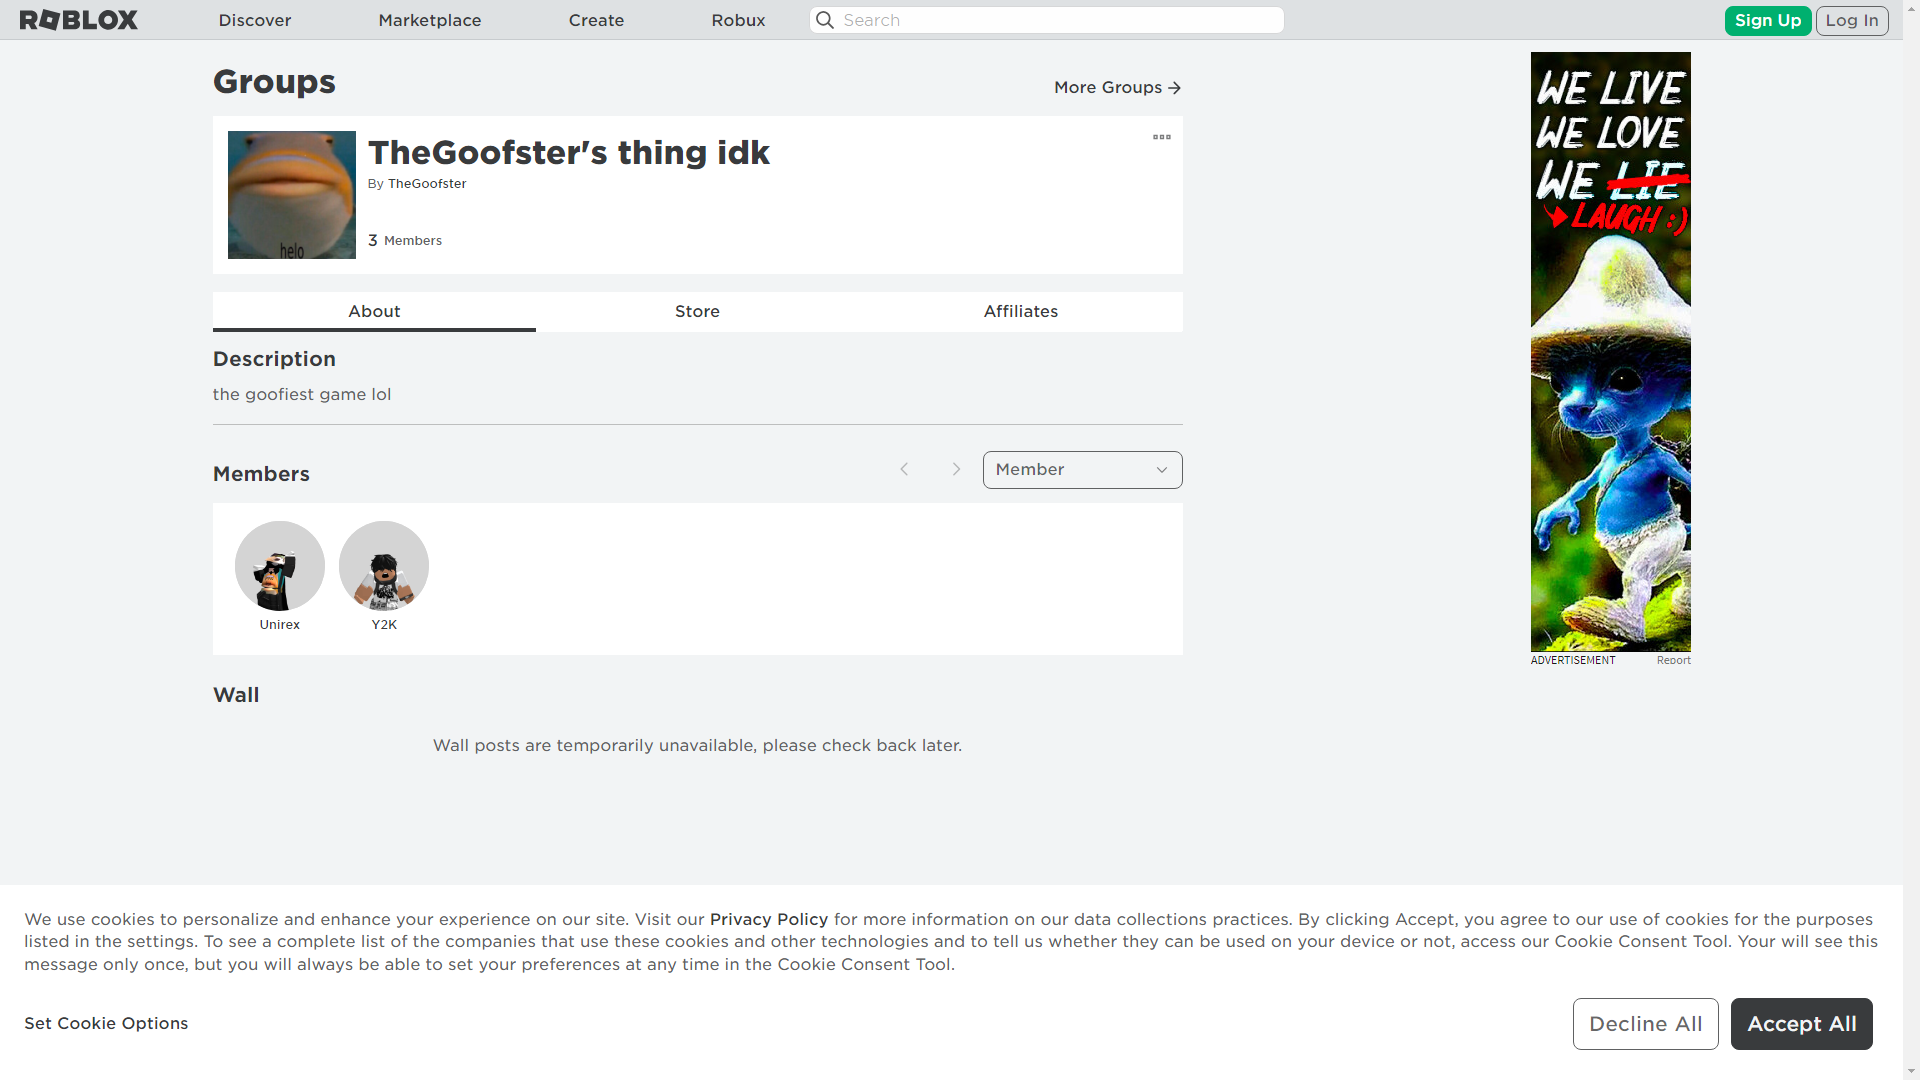 ROBLOX
Discover
Marketplace
Create
Robux
Search
Sign Up
Log In
Groups
More Groups
TheGoofster's thing idk
By TheGoofster
3 Members
helo
About
Store
Affiliates
Description
the goofiest game lol
Members
Member
Unirex
Y2K
Wall
Wall posts are temporarily unavailable, please check back later.
WE LIVE
WE LOVE
WE LIE
LAUGH :)
ADVERTISEMENT
Report
We use cookies to personalize and enhance your experience on our site. Visit our Privacy Policy for more information on our data collections practices. By clicking Accept, you agree to our use of cookies for the purposes
listed in the settings. To see a complete list of the companies that use these cookies and other technologies and to tell us whether they can be used on your device or not, access our Cookie Consent Tool. Your will see this
message only once, but you will always be able to set your preferences at any time in the Cookie Consent Tool.
Set Cookie Options
Decline All
Accept All